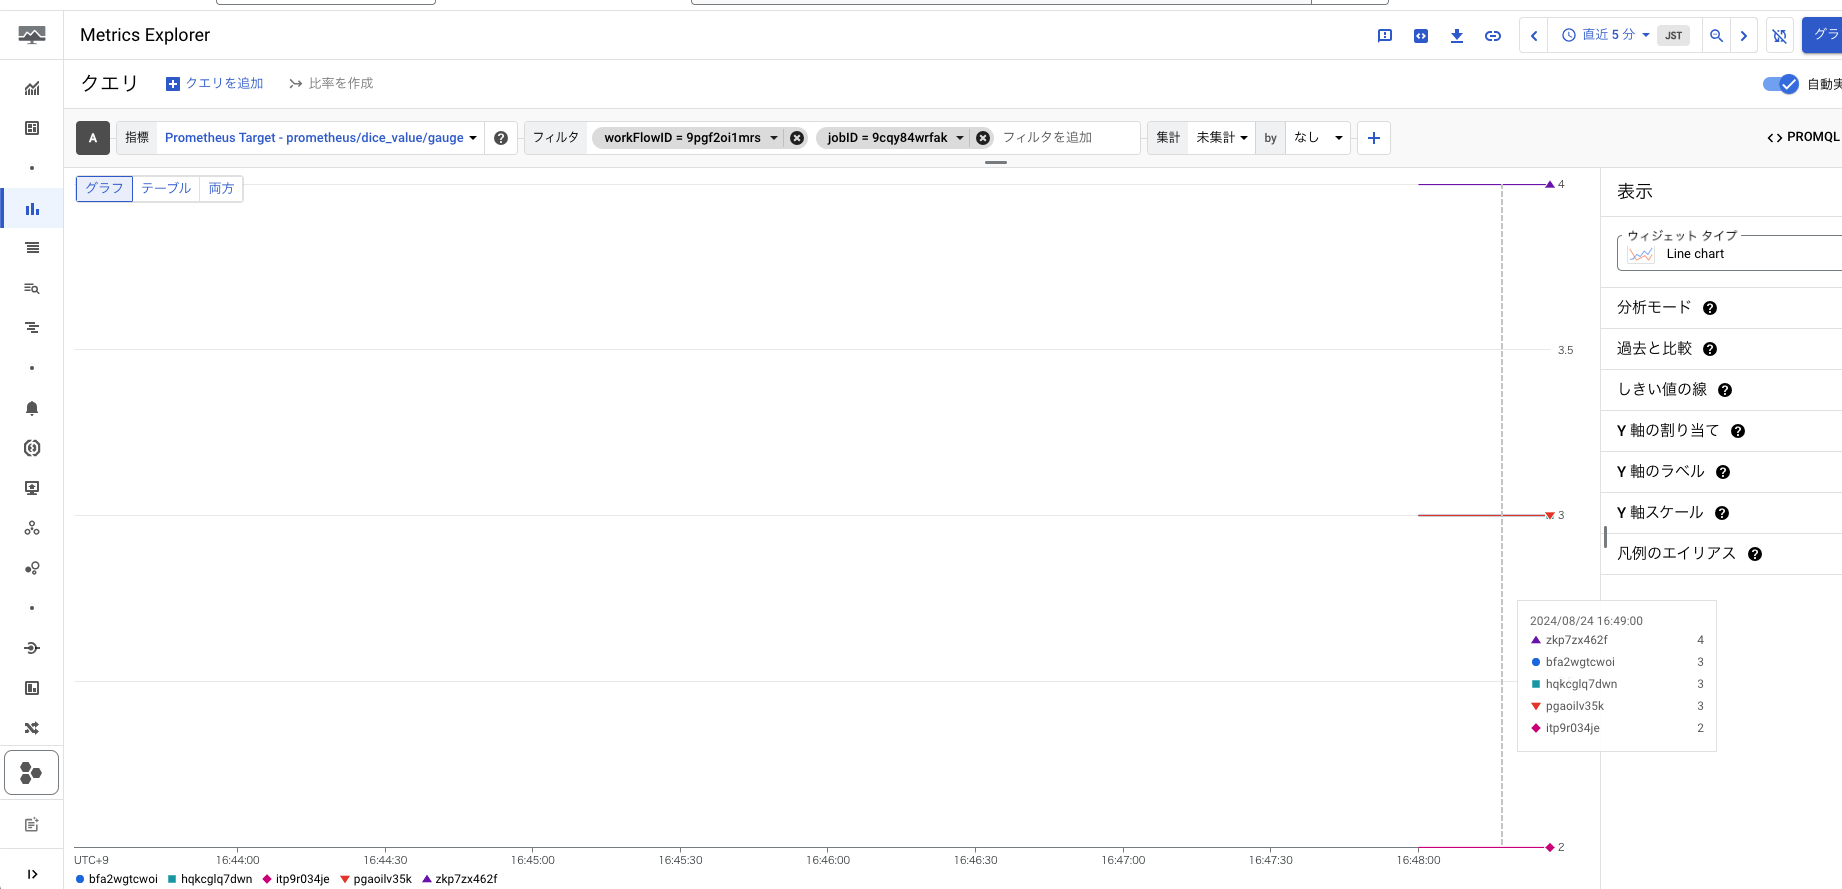 Metrics Explorer
直近 5 分
JST
グラ
クエリ
クエリを追加
比率を作成
自動実
A
指標
Prometheus Target - prometheus/dice_value/gauge
フィルタ
workFlowID = 9pgf2oi1mrs
jobID = 9cqy84wrfak
フィルタを追加
集計
未集計
by
なし
<> PROMQL
グラフ
テーブル
両方
4
3.5
3
2
表示
ウィジェット タイプ
Line chart
分析モード
過去と比較
しきい値の線
Y 軸の割り当て
Y 軸のラベル
Y 軸スケール
凡例のエイリアス
2024/08/24 16:49:00
zkp7zx462f 4
bfa2wgtcwoi 3
hqkcglq7dwn 3
pgaoilv35k 3
itp9r034je 2
UTC+9 16:44:00 16:44:30 16:45:00 16:45:30 16:46:00 16:46:30 16:47:00 16:47:30 16:48:00
bfa2wgtcwoi hqkcglq7dwn itp9r034je pgaoilv35k zkp7zx462f